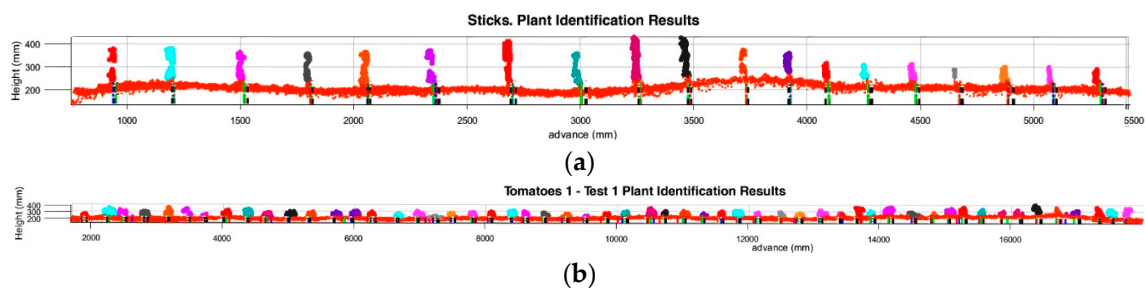 Sticks. Plant Identification Results
Height (mm)
400
300
200
1000 1500 2000 2500 3000 3500 4000 4500 5000 5500
advance (mm)
(a)
Tomatoes 1 - Test 1 Plant Identification Results
Height (mm)
400
300
200
2000 4000 6000 8000 10000 12000 14000 16000
advance (mm)
(b)